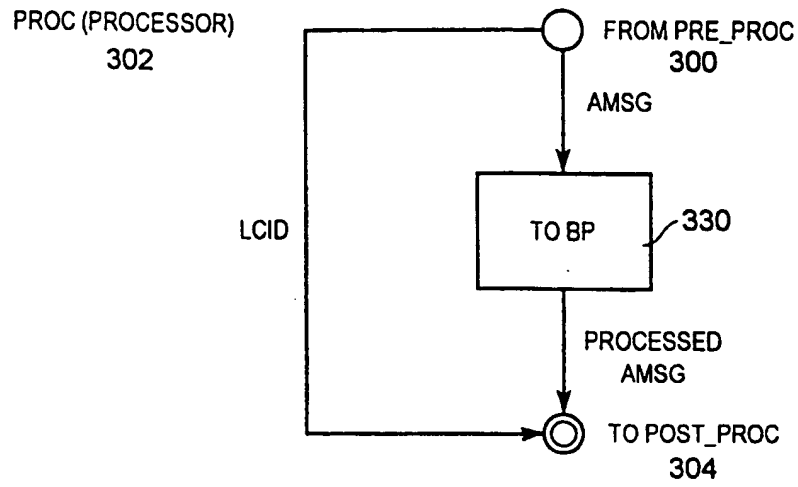 PROC (PROCESSOR)
302
FROM PRE_PROC
300
AMSG
LCID
TO BP
330
PROCESSED
AMSG
TO POST_PROC
304